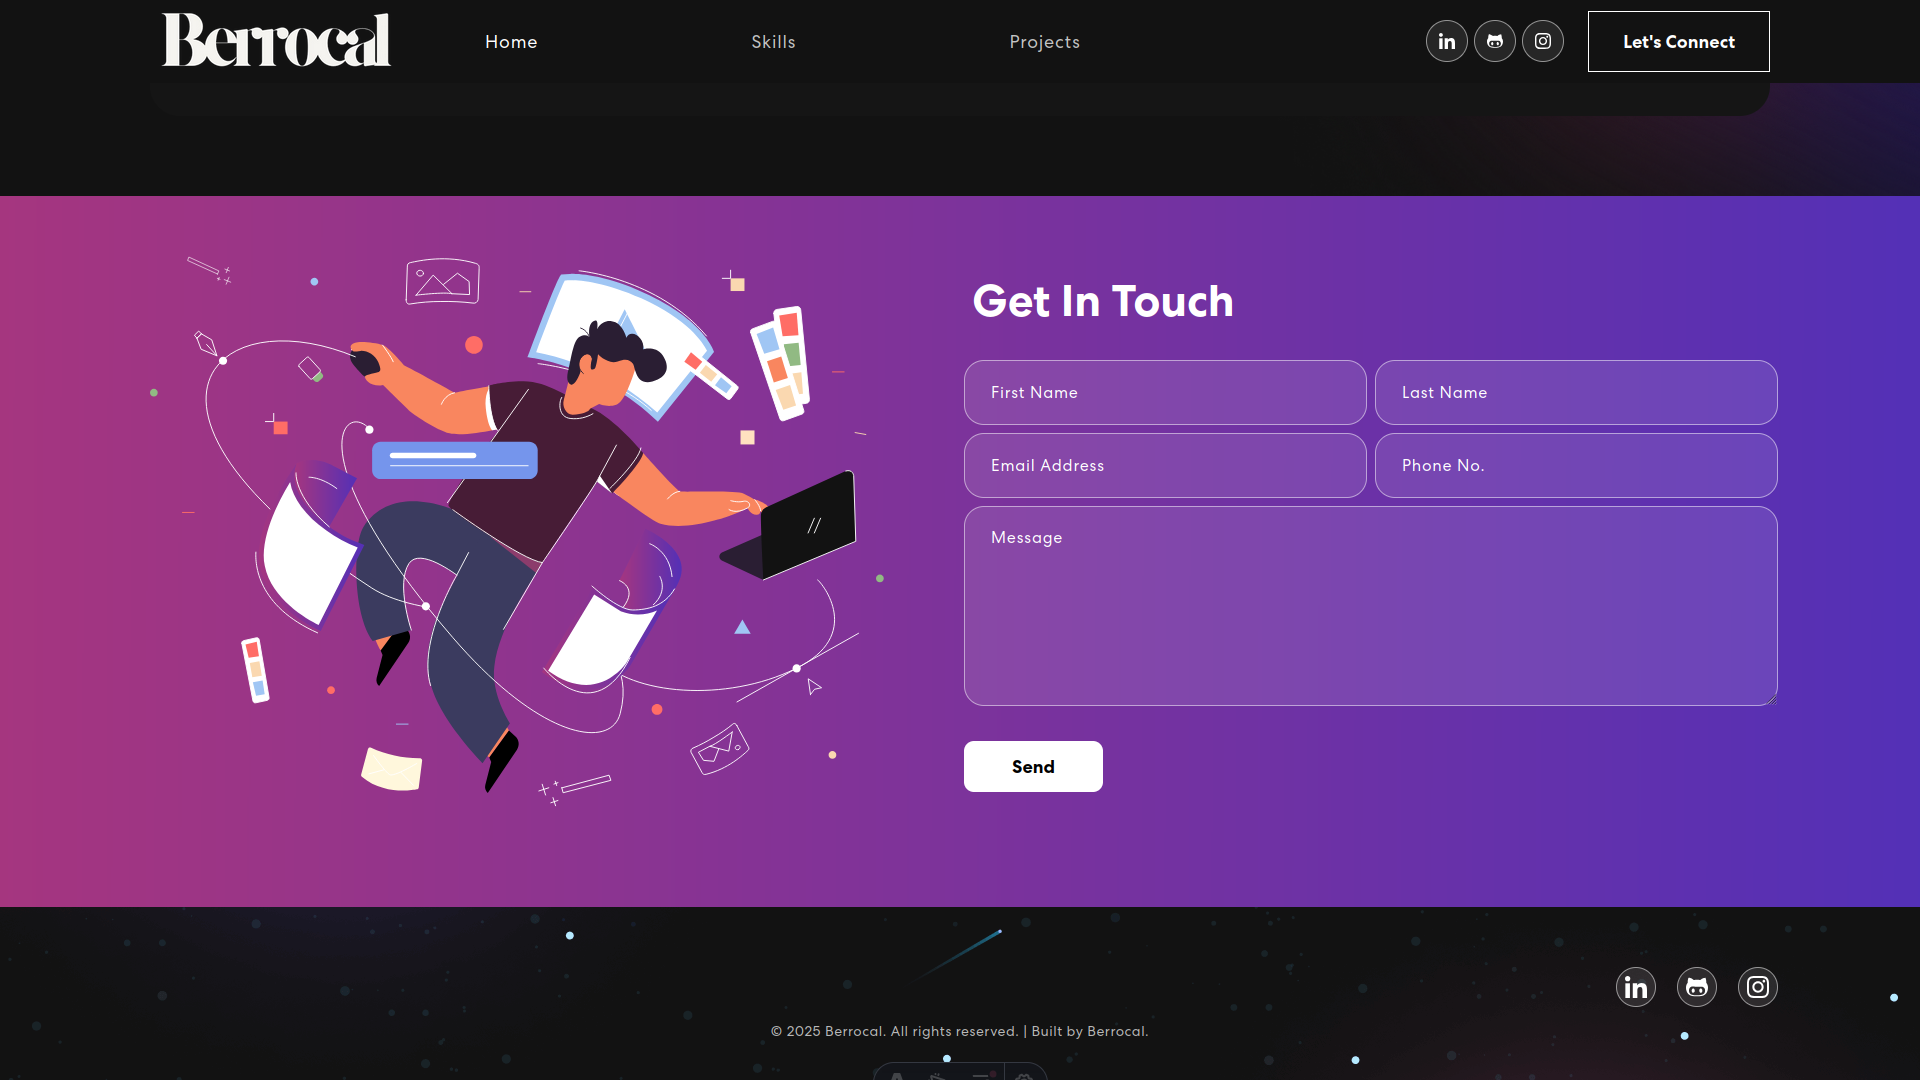 Berrocal
Home
Skills
Projects
Let's Connect
Get In Touch
First Name
Last Name
Email Address
Phone No.
Message
Send
© 2025 Berrocal. All rights reserved. | Built by Berrocal.